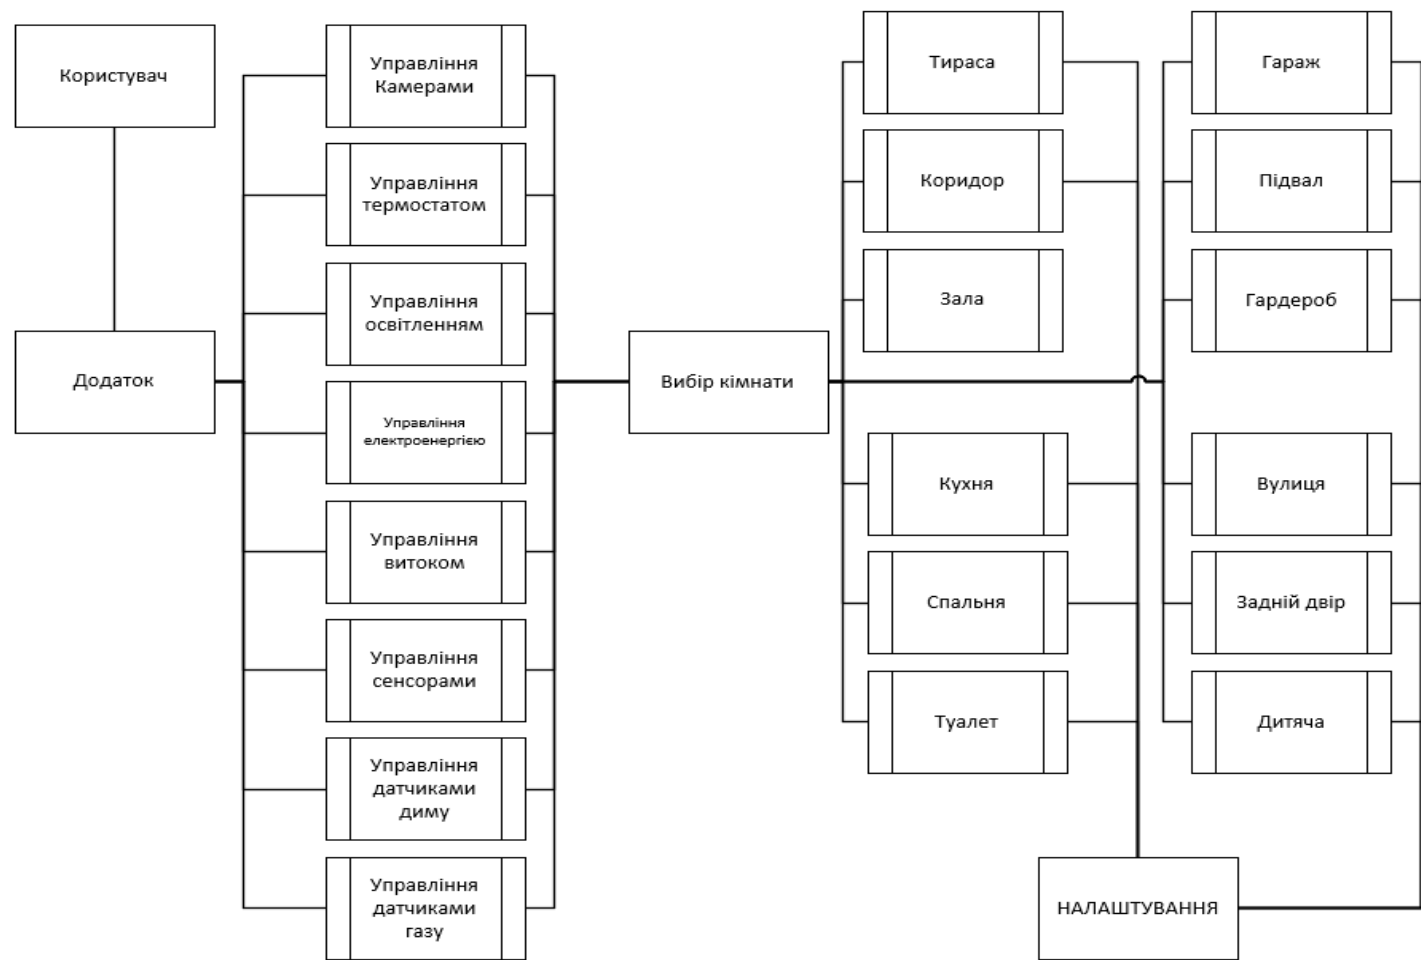 Користувач
Додаток
Управління
Камерами
Управління
термостатом
Управління
освітленням
Управління
електроенергією
Управління
витоком
Управління
сенсорами
Управління
датчиками
диму
Управління
датчиками
газу
Вибір кімнати
Тираса
Коридор
Зала
Кухня
Спальня
Туалет
Гараж
Підвал
Гардероб
Вулиця
Задній двір
Дитяча
НАЛАШТУВАННЯ